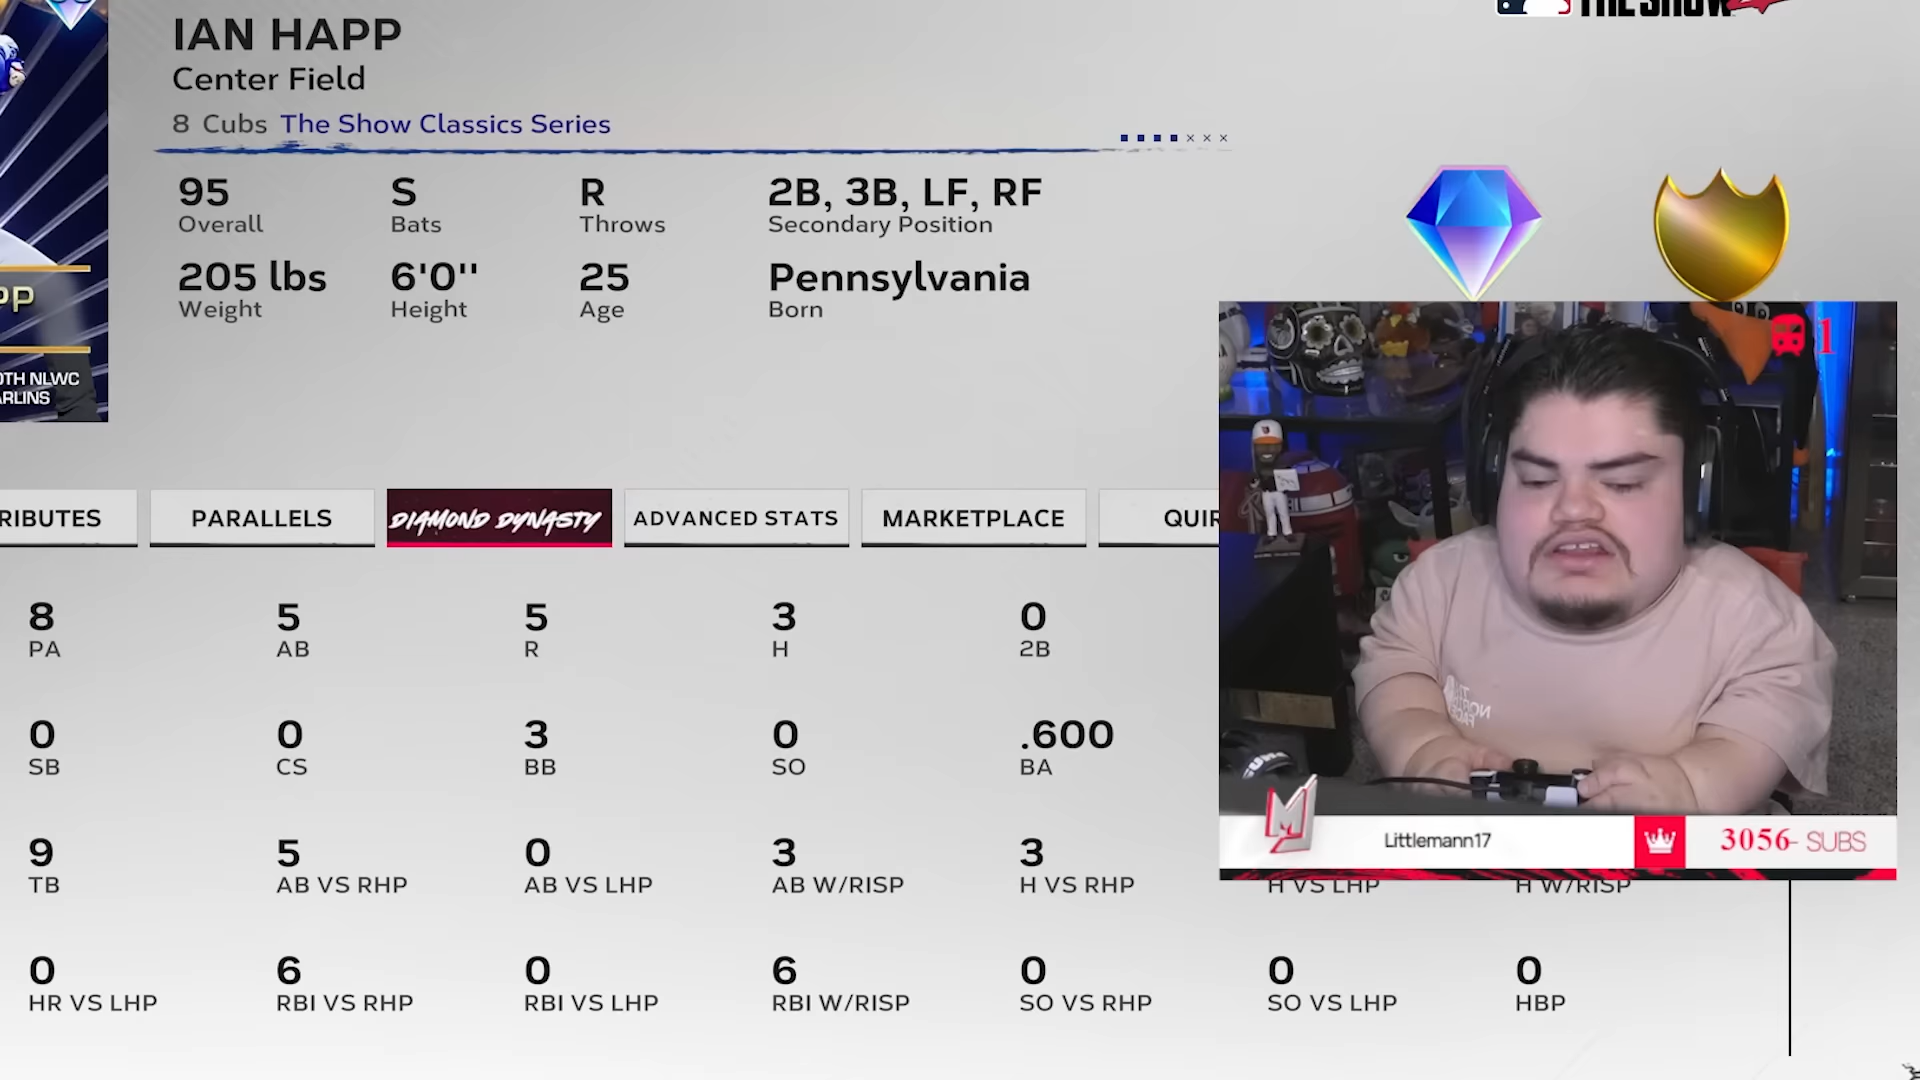 IAN HAPP
THE SHOW
Center Field
8 Cubs The Show Classics Series
95 S R 2B, 3B, LF, RF
Overall Bats Throws Secondary Position
205 lbs 6'0'' 25 Pennsylvania
Weight Height Age Born
PP
0TH NLWC
ARLINS
1
RIBUTES PARALLELS DIAMOND DYNASTY ADVANCED STATS MARKETPLACE QUIR
8 5 5 3 0
PA AB R H 2B
0 0 3 0 .600
SB CS BB SO BA
Littlemann17 3056- SUBS
9 5 0 3 3
TB AB VS RHP AB VS LHP AB W/RISP H VS RHP H VS LHP H W/RISP
0 6 0 6 0 0 0
HR VS LHP RBI VS RHP RBI VS LHP RBI W/RISP SO VS RHP SO VS LHP HBP